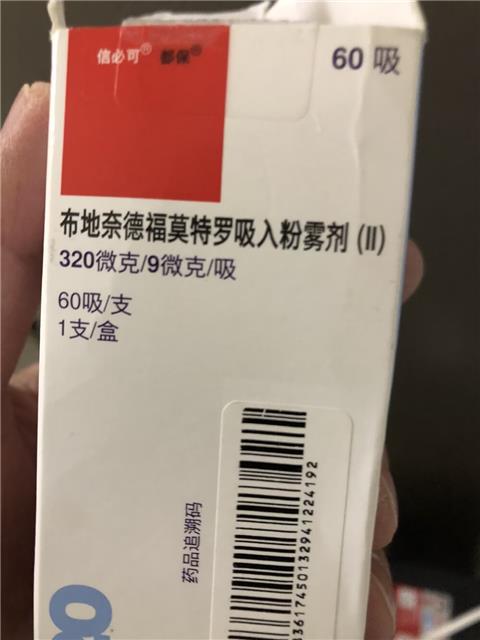 信必可® 都保®
60 吸
布地奈德福莫特罗吸入粉雾剂 (II)
320微克/9微克/吸
60吸/支
1支/盒
药品追溯码